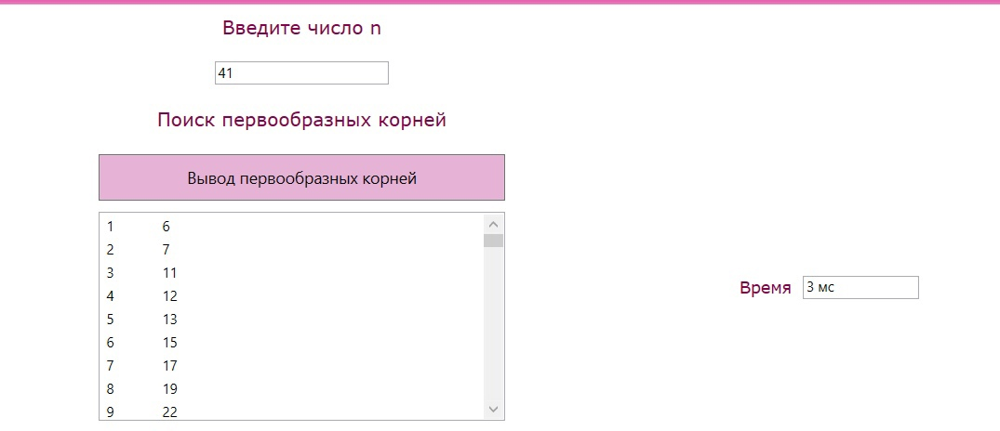 Введите число n
41
Поиск первообразных корней
Вывод первообразных корней
1 6
2 7
3 11
4 12
5 13
6 15
7 17
8 19
9 22
Время 3 мс